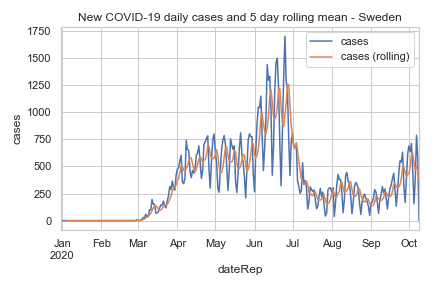 New COVID-19 daily cases and 5 day rolling mean - Sweden
1750
1500
1250
1000
750
500
250
0
cases
cases
cases (rolling)
Jan Feb Mar Apr May Jun Jul Aug Sep Oct
2020
dateRep